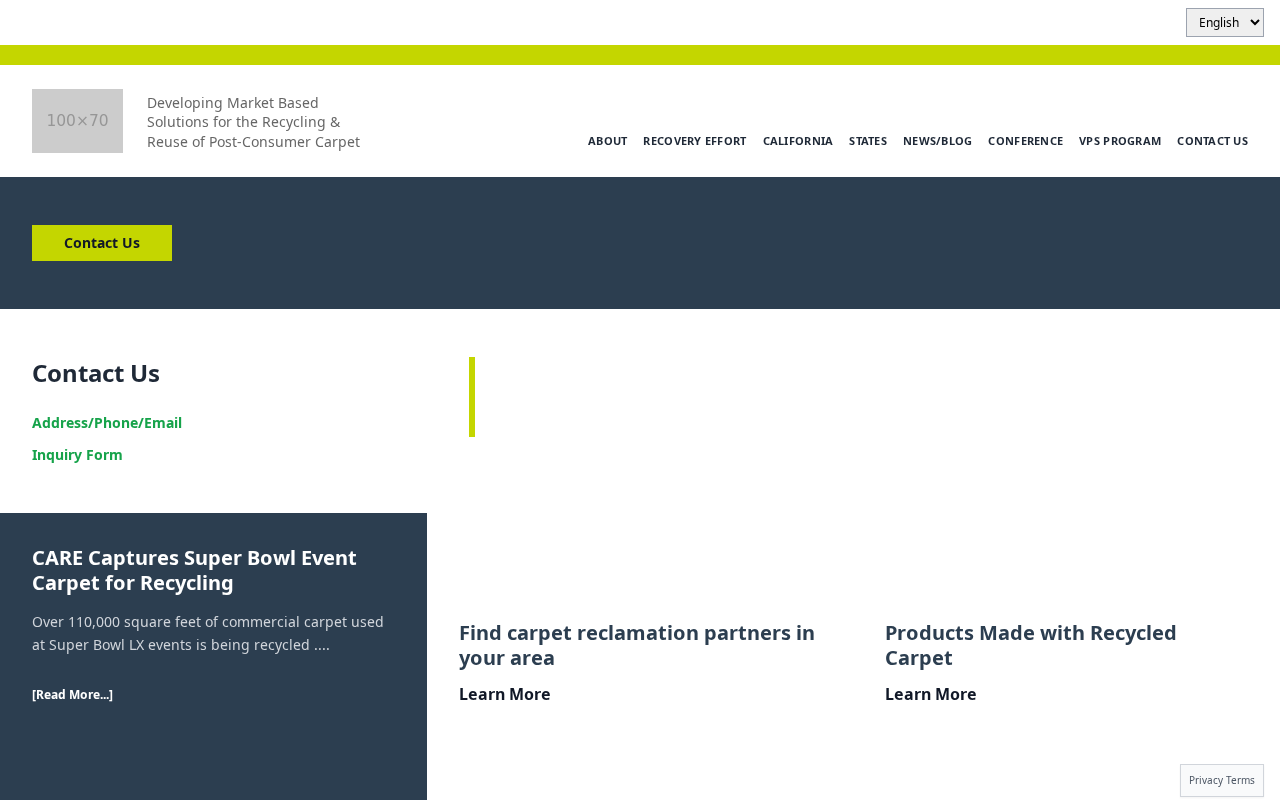 English
100×70
Developing Market Based
Solutions for the Recycling &
Reuse of Post-Consumer Carpet
ABOUT RECOVERY EFFORT CALIFORNIA STATES NEWS/BLOG CONFERENCE VPS PROGRAM CONTACT US
Contact Us
Contact Us
Address/Phone/Email
Inquiry Form
CARE Captures Super Bowl Event
Carpet for Recycling
Over 110,000 square feet of commercial carpet used
at Super Bowl LX events is being recycled ....
[Read More...]
Find carpet reclamation partners in
your area
Learn More
Products Made with Recycled
Carpet
Learn More
Privacy Terms